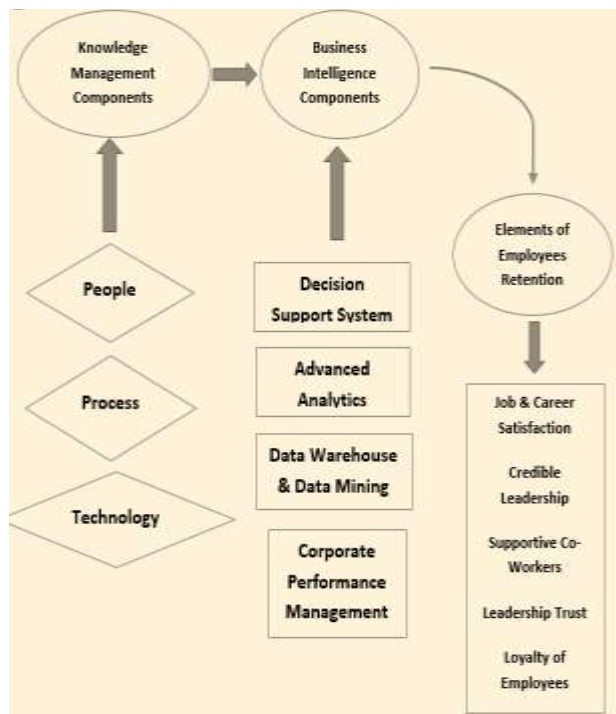 Knowledge
Management
Components
Business
Intelligence
Components
Elements of
Employees
Retention
People
Process
Technology
Decision
Support System
Advanced
Analytics
Data Warehouse
& Data Mining
Corporate
Performance
Management
Job & Career
Satisfaction
Credible
Leadership
Supportive Co-
Workers
Leadership Trust
Loyalty of
Employees